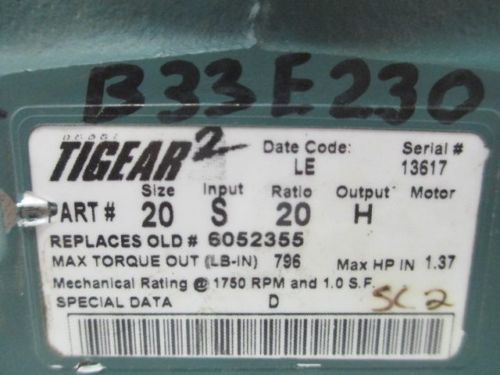 B33E230
DODGE
TIGEAR 2
Date Code: Serial #
LE 13617
Size Input Ratio Output Motor
PART # 20 S 20 H
REPLACES OLD # 6052355
MAX TORQUE OUT (LB-IN) 796 Max HP IN 1.37
Mechanical Rating @ 1750 RPM and 1.0 S.F.
SPECIAL DATA D
SC2